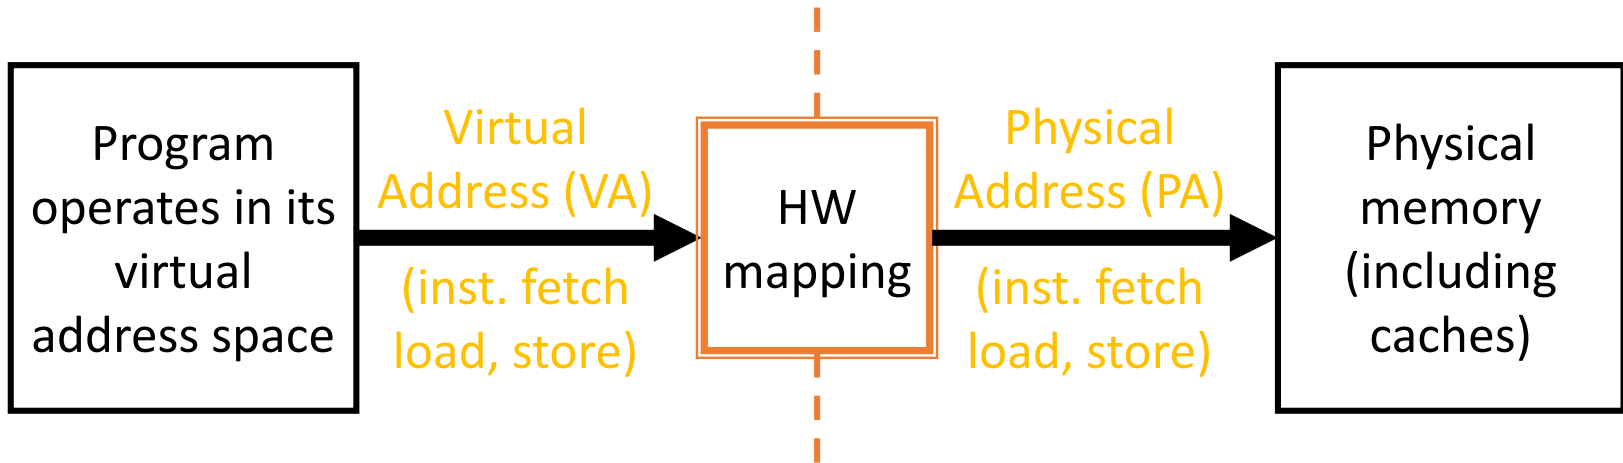 Program
operates in its
virtual
address space
Virtual
Address (VA)
(inst. fetch
load, store)
HW
mapping
Physical
Address (PA)
(inst. fetch
load, store)
Physical
memory
(including
caches)